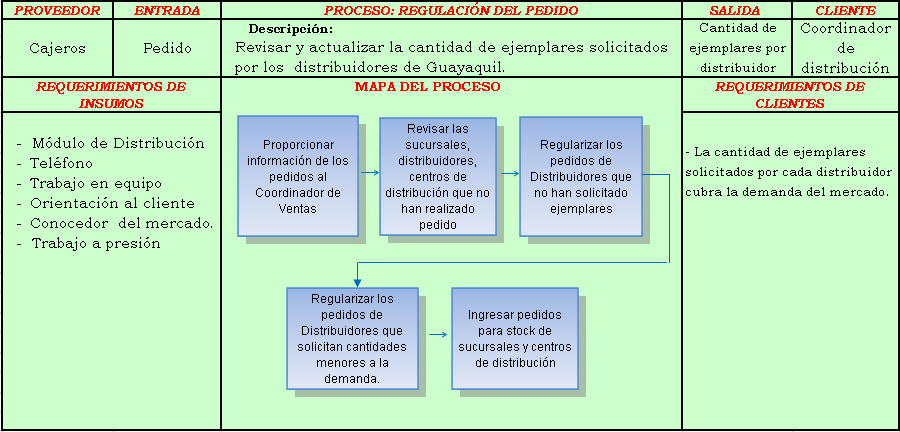 PROVEEDOR
ENTRADA
PROCESO: REGULACIÓN DEL PEDIDO
SALIDA
CLIENTE
Cajeros
Pedido
Descripción:
Revisar y actualizar la cantidad de ejemplares solicitados
por los distribuidores de Guayaquil.
Cantidad de
ejemplares por
distribuidor
Coordinador
de
distribución
REQUERIMIENTOS DE
INSUMOS
MAPA DEL PROCESO
REQUERIMIENTOS DE
CLIENTES
- Módulo de Distribución
- Teléfono
- Trabajo en equipo
- Orientación al cliente
- Conocedor del mercado.
- Trabajo a presión
Proporcionar
información de los
pedidos al
Coordinador de
Ventas
Revisar las
sucursales,
distribuidores,
centros de
distribución que no
han realizado
pedido
Regularizar los
pedidos de
Distribuidores que
no han solicitado
ejemplares
Regularizar los
pedidos de
Distribuidores que
solicitan cantidades
menores a la
demanda.
Ingresar pedidos
para stock de
sucursales y centros
de distribución
- La cantidad de ejemplares
solicitados por cada distribuidor
cubra la demanda del mercado.